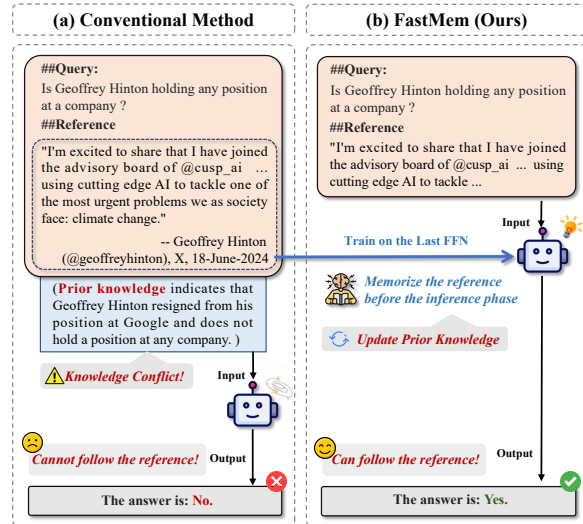 (a) Conventional Method
##Query:
Is Geoffrey Hinton holding any position
at a company ?
##Reference
"I'm excited to share that I have joined
the advisory board of @cusp_ai ...
using cutting edge AI to tackle one of
the most urgent problems we as society
face: climate change."
-- Geoffrey Hinton
(@geoffreyhinton), X, 18-June-2024
(Prior knowledge indicates that
Geoffrey Hinton resigned from his
position at Google and does not
hold a position at any company. )
Knowledge Conflict!
Input
Cannot follow the reference!
Output
The answer is: No.
(b) FastMem (Ours)
##Query:
Is Geoffrey Hinton holding any position
at a company ?
##Reference
"I'm excited to share that I have joined
the advisory board of @cusp_ai ... using
cutting edge AI to tackle ...
Input
Train on the Last FFN
Memorize the reference
before the inference phase
Update Prior Knowledge
Can follow the reference!
Output
The answer is: Yes.